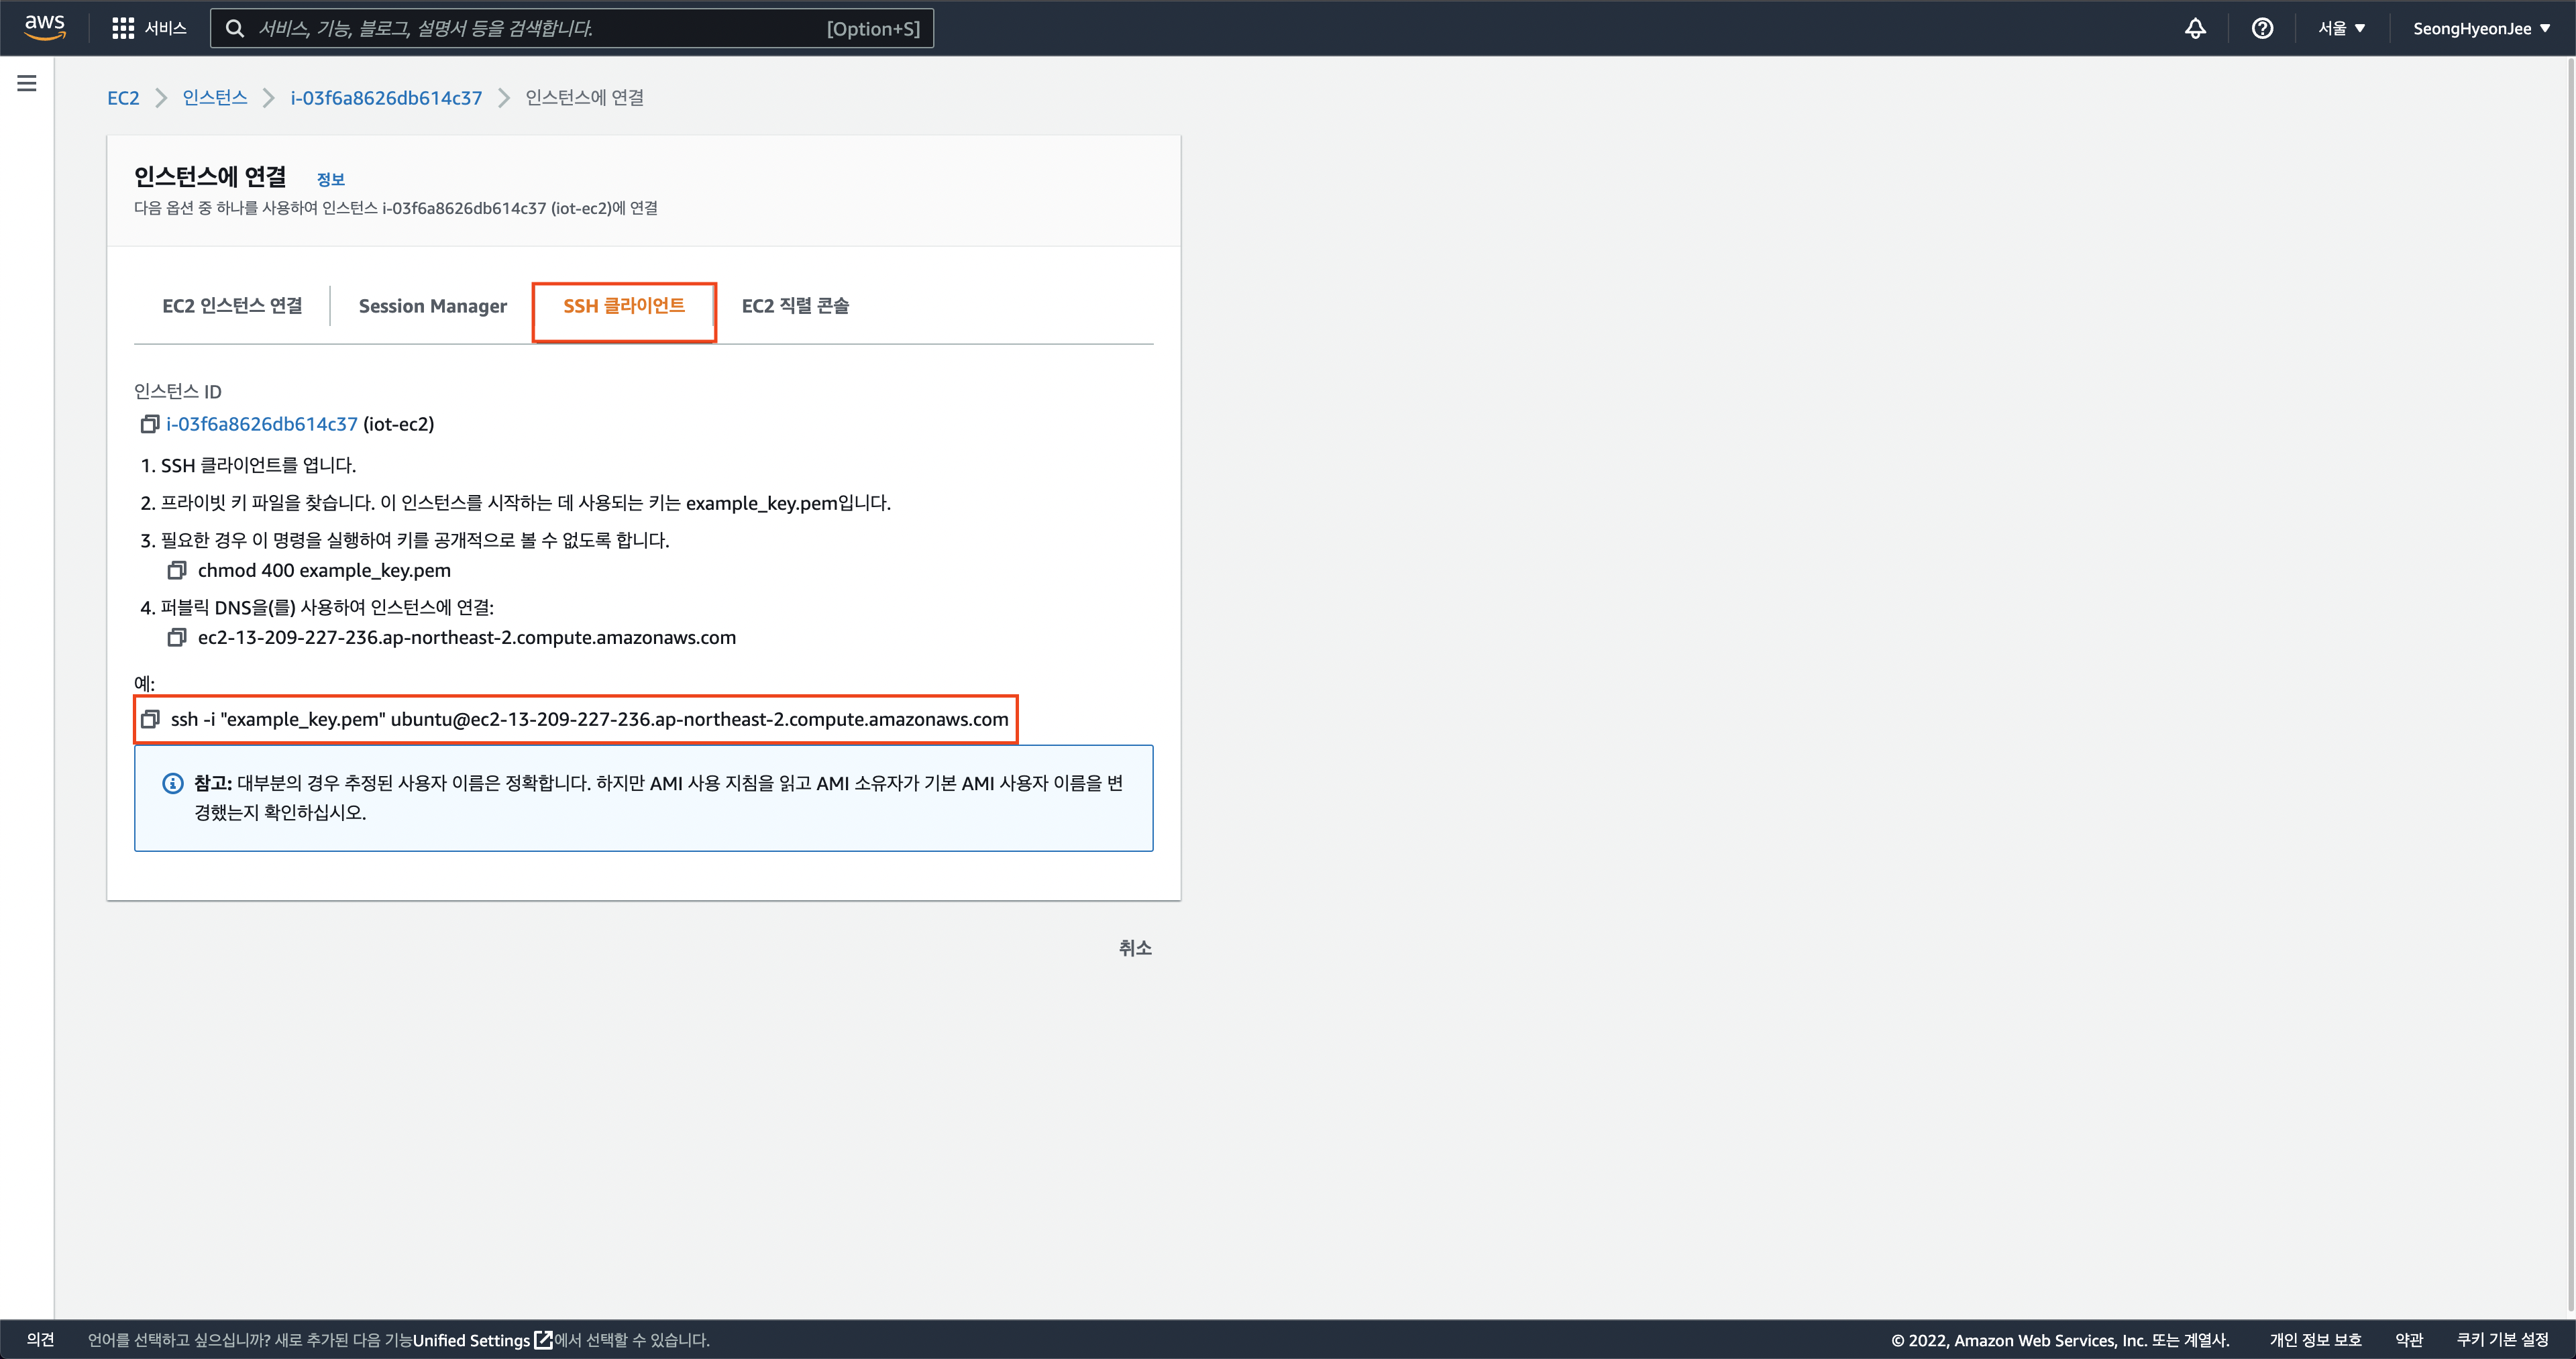 aws 서비스 서비스, 기능, 블로그, 설명서 등을 검색합니다. [Option+S] 서울 ▼ SeongHyeonJee ▼
EC2 > 인스턴스 > i-03f6a8626db614c37 > 인스턴스에 연결
인스턴스에 연결 정보
다음 옵션 중 하나를 사용하여 인스턴스 i-03f6a8626db614c37 (iot-ec2)에 연결
EC2 인스턴스 연결 Session Manager SSH 클라이언트 EC2 직렬 콘솔
인스턴스 ID
i-03f6a8626db614c37 (iot-ec2)
1. SSH 클라이언트를 엽니다.
2. 프라이빗 키 파일을 찾습니다. 이 인스턴스를 시작하는 데 사용되는 키는 example_key.pem입니다.
3. 필요한 경우 이 명령을 실행하여 키를 공개적으로 볼 수 없도록 합니다.
chmod 400 example_key.pem
4. 퍼블릭 DNS을(를) 사용하여 인스턴스에 연결:
ec2-13-209-227-236.ap-northeast-2.compute.amazonaws.com
예:
ssh -i "example_key.pem" ubuntu@ec2-13-209-227-236.ap-northeast-2.compute.amazonaws.com
참고: 대부분의 경우 추정된 사용자 이름은 정확합니다. 하지만 AMI 사용 지침을 읽고 AMI 소유자가 기본 AMI 사용자 이름을 변
경했는지 확인하십시오.
취소
의견 언어를 선택하고 싶으십니까? 새로 추가된 다음 기능Unified Settings에서 선택할 수 있습니다. © 2022, Amazon Web Services, Inc. 또는 계열사. 개인 정보 보호 약관 쿠키 기본 설정